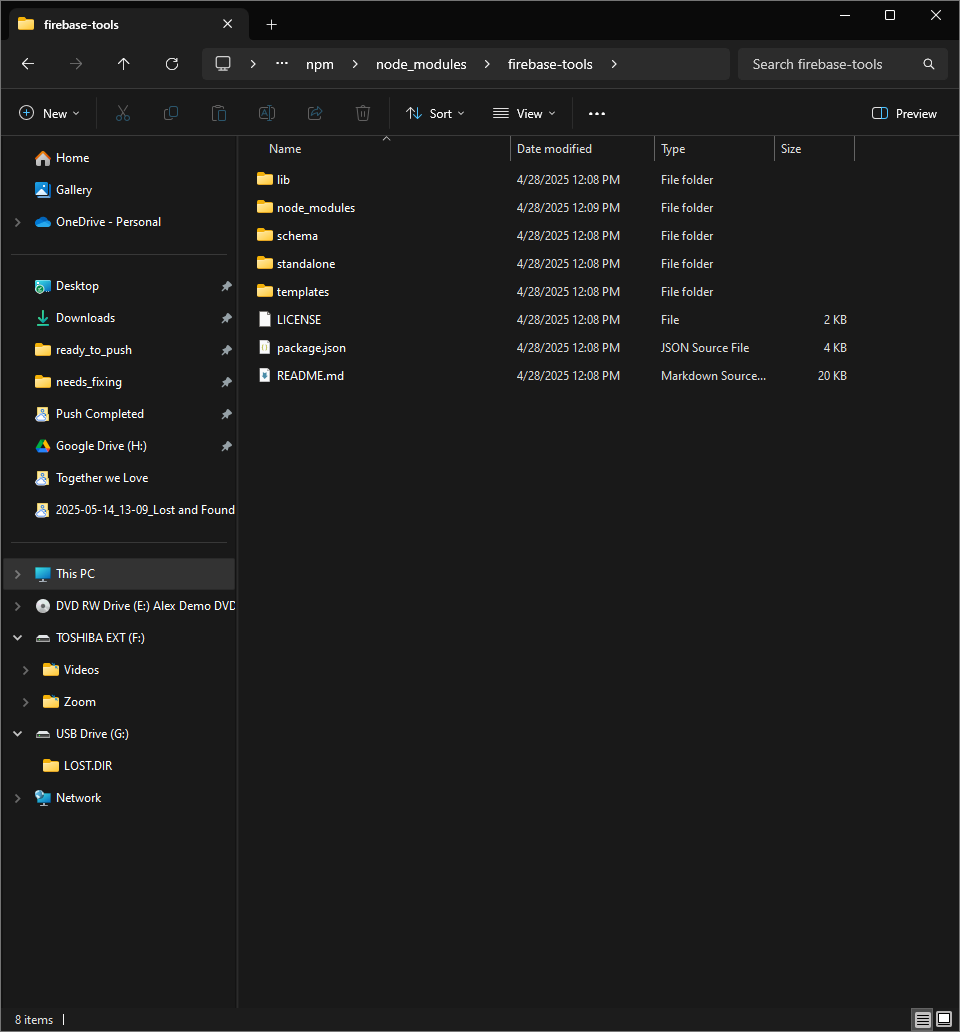 firebase-tools
npm > node_modules > firebase-tools >
Search firebase-tools
New
Sort
View
Preview
Home
Gallery
OneDrive - Personal
Desktop
Downloads
ready_to_push
needs_fixing
Push Completed
Google Drive (H:)
Together we Love
2025-05-14_13-09_Lost and Found
This PC
DVD RW Drive (E:) Alex Demo DVD
TOSHIBA EXT (F:)
Videos
Zoom
USB Drive (G:)
LOST.DIR
Network
Name Date modified Type Size
lib 4/28/2025 12:08 PM File folder
node_modules 4/28/2025 12:09 PM File folder
schema 4/28/2025 12:08 PM File folder
standalone 4/28/2025 12:08 PM File folder
templates 4/28/2025 12:08 PM File folder
LICENSE 4/28/2025 12:08 PM File 2 KB
package.json 4/28/2025 12:08 PM JSON Source File 4 KB
README.md 4/28/2025 12:08 PM Markdown Source... 20 KB
8 items